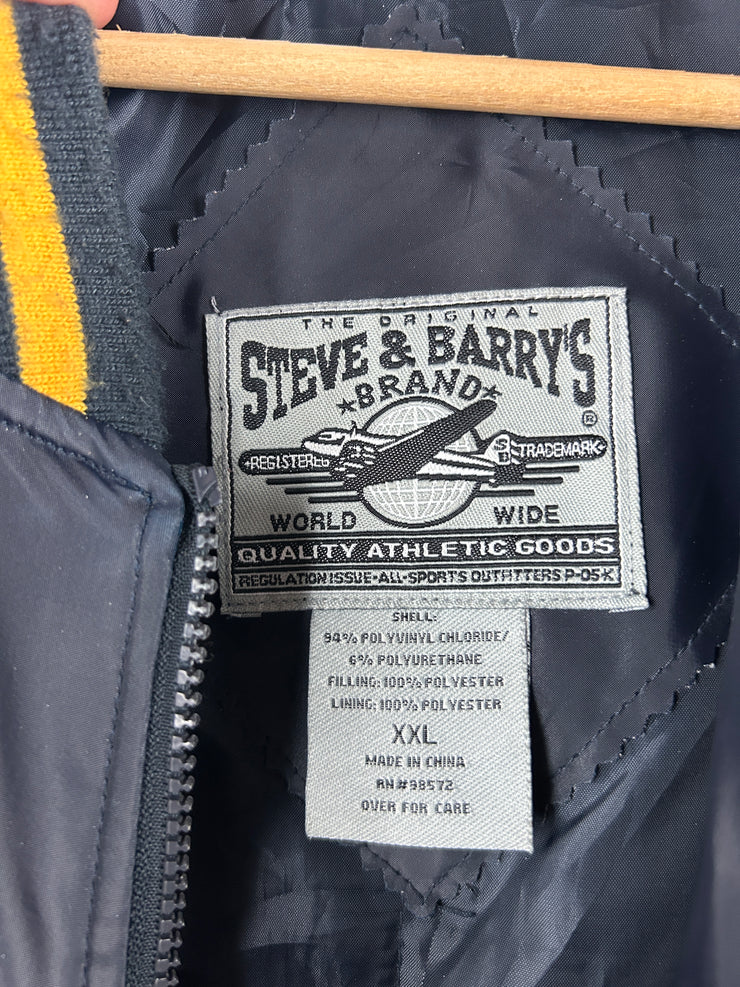 THE ORIGINAL
STEVE & BARRY'S
★BRAND★
®
REGISTERED SB TRADEMARK
WORLD WIDE
QUALITY ATHLETIC GOODS
REGULATION ISSUE-ALL-SPORTS OUTFITTERS P-05-K
SHELL:
94% POLYVINYL CHLORIDE/
6% POLYURETHANE
FILLING: 100% POLYESTER
LINING: 100% POLYESTER
XXL
MADE IN CHINA
RN#98572
OVER FOR CARE